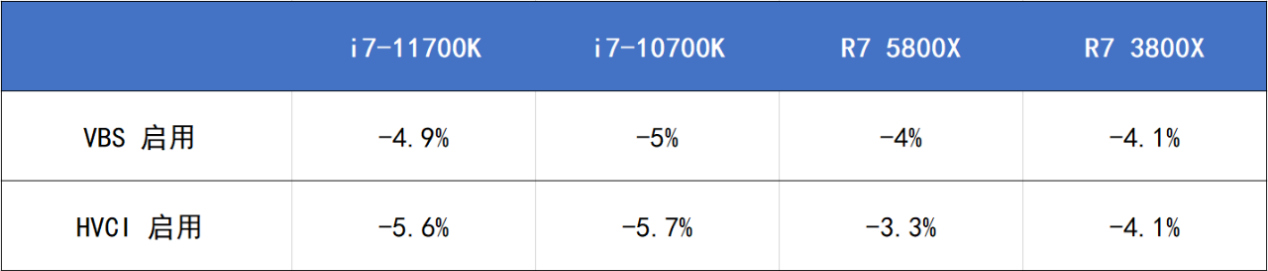 i7-11700K i7-10700K R7 5800X R7 3800X
VBS 启用 -4.9% -5% -4% -4.1%
HVCI 启用 -5.6% -5.7% -3.3% -4.1%